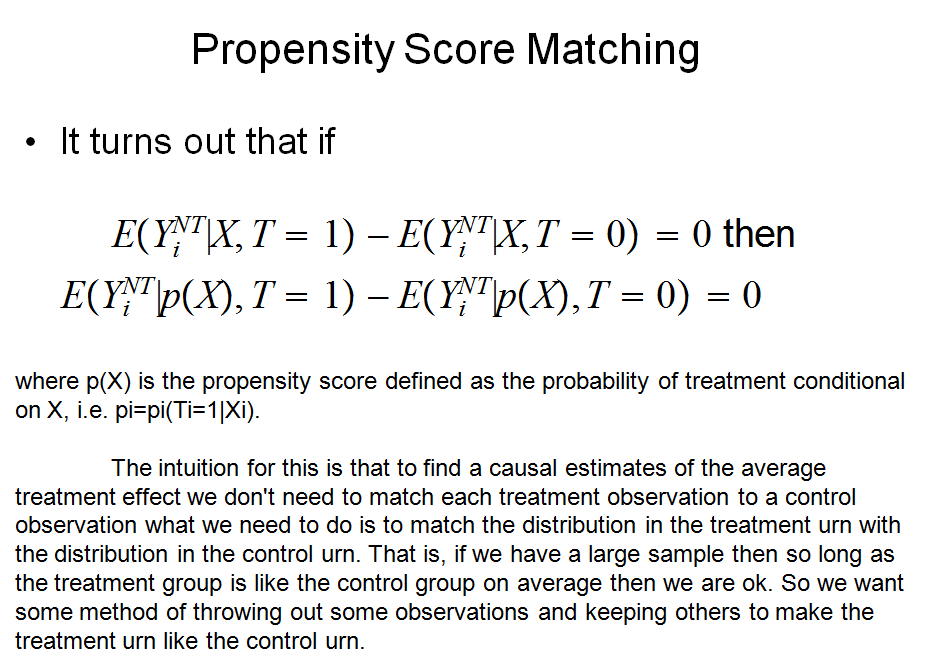 Propensity Score Matching
• It turns out that if
E(Y_i^{NT}|X, T = 1) – E(Y_i^{NT}|X, T = 0) = 0 then
E(Y_i^{NT}|p(X), T = 1) – E(Y_i^{NT}|p(X), T = 0) = 0
where p(X) is the propensity score defined as the probability of treatment conditional
on X, i.e. pi=pi(Ti=1|Xi).
The intuition for this is that to find a causal estimates of the average
treatment effect we don't need to match each treatment observation to a control
observation what we need to do is to match the distribution in the treatment urn with
the distribution in the control urn. That is, if we have a large sample then so long as
the treatment group is like the control group on average then we are ok. So we want
some method of throwing out some observations and keeping others to make the
treatment urn like the control urn.